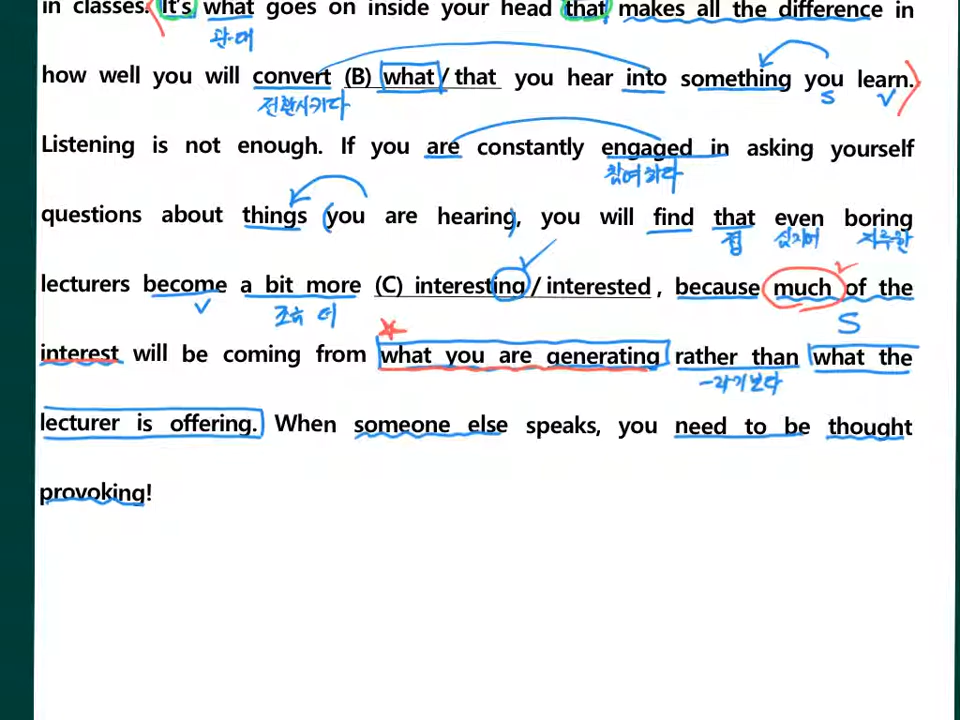 in classes. It's what goes on inside your head that makes all the difference in
관·대
how well you will convert (B) what / that you hear into something you learn.
전환시키다 S V
Listening is not enough. If you are constantly engaged in asking yourself
참여하다
questions about things (you are hearing), you will find that even boring
접 심지어 지루한
lecturers become a bit more (C) interesting / interested , because much of the
V 조금 더 S
interest will be coming from what you are generating rather than what the
~라기보다
lecturer is offering. When someone else speaks, you need to be thought
provoking!